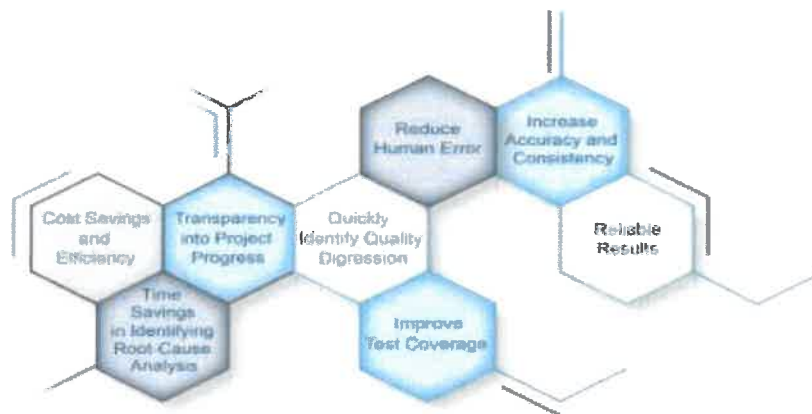 Reduce
Human Error
Increase
Accuracy and
Consistency
Cost Savings
and
Efficiency
Transparency
into Project
Progress
Quickly
Identify Quality
Digression
Reliable
Results
Time
Savings
in Identifying
Root Cause
Analysis
Improve
Test Coverage